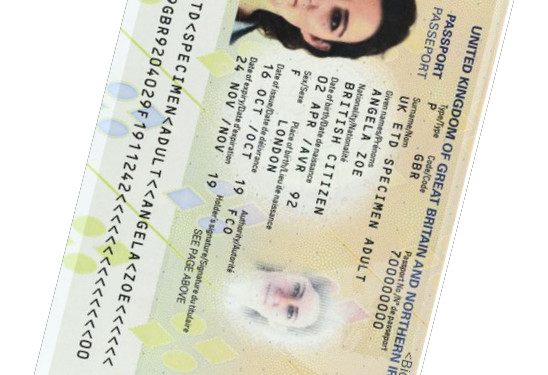 UNITED KINGDOM OF GREAT BRITAIN AND NORTHERN
PASSPORT
PASSEPORT
Type/Type
P
Code/Code
GBR
Passport No./Nº de passeport
700000000
Surname/Nom
UK ETD SPECIMEN ADULT
Given names/Prénoms
ANGELA ZOE
Nationality/Nationalité
BRITISH CITIZEN
Date of birth/Date de naissance
02 APR /AVR 92
Sex/Sexe
F
Place of birth/Lieu de naissance
LONDON
Date of issue/Date de délivrance
16 OCT /OCT 19
Authority/Autorité
FCO
Date of expiry/Date d'expiration
24 NOV /NOV 19
Holder's signature/Signature du titulaire
SEE PAGE ABOVE
TD<SPECIMEN<ADULT<<ANGELA<ZOE<<<<<<
GBR9204029F1911242<<<<<<<<<<<<<<00